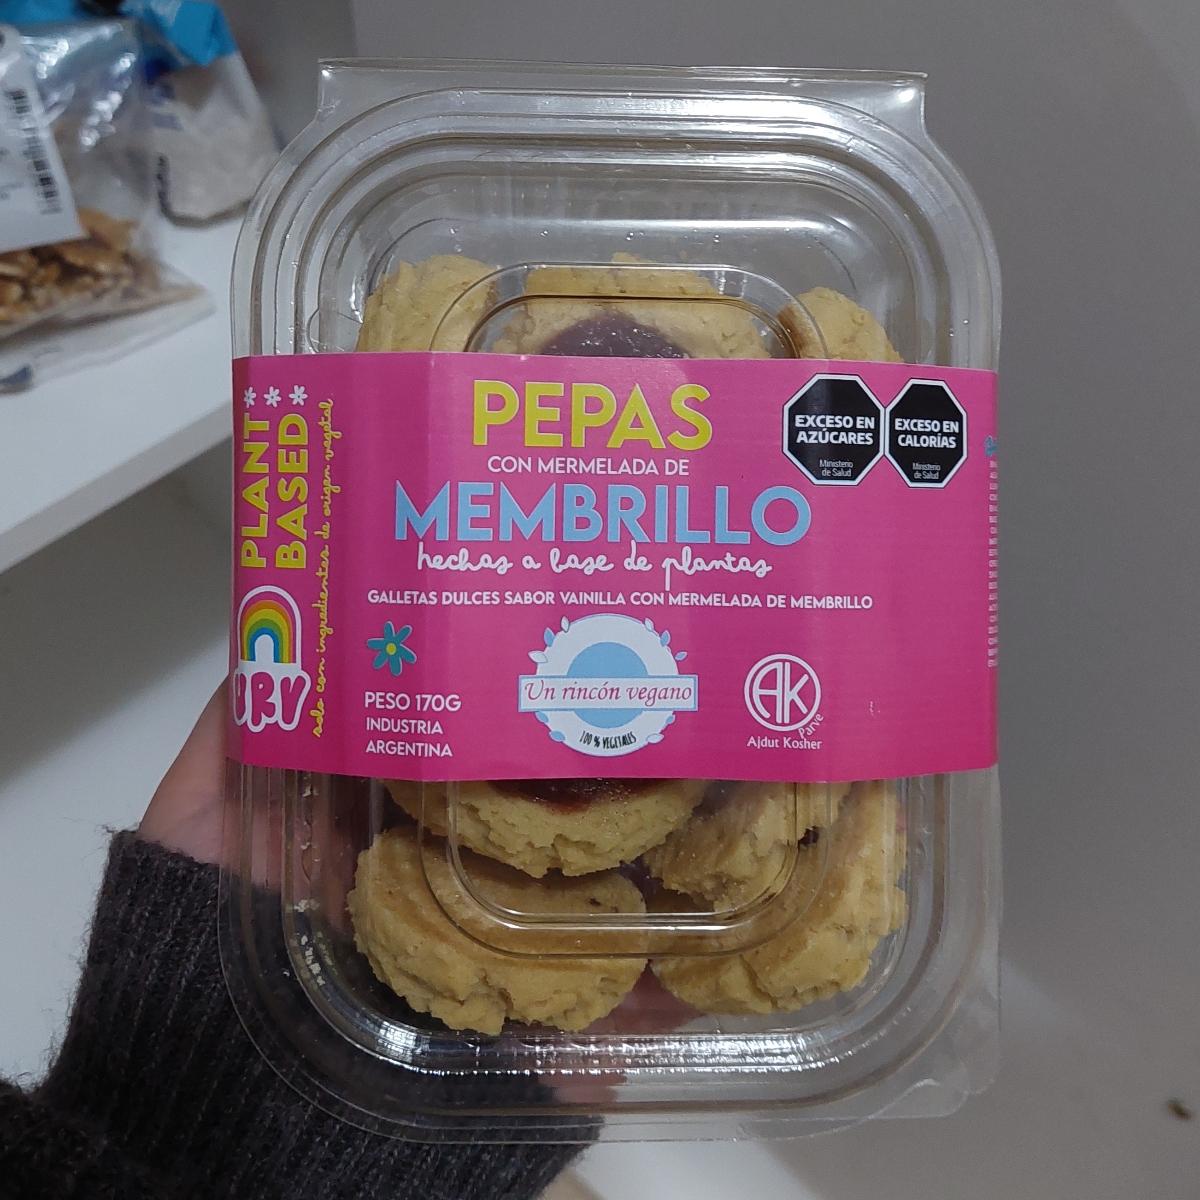 PLANT
BASED
solo con ingredientes de origen vegetal
URV
PEPAS
CON MERMELADA DE
MEMBRILLO
hechas a base de plantas
GALLETAS DULCES SABOR VAINILLA CON MERMELADA DE MEMBRILLO
EXCESO EN
AZÚCARES
Ministerio
de Salud
EXCESO EN
CALORÍAS
Ministerio
de Salud
PESO 170G
INDUSTRIA
ARGENTINA
Un rincón vegano
100 % VEGETALES
AK
Parve
Ajdut Kosher